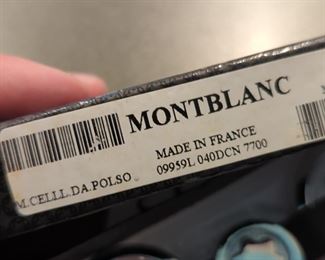 MONTBLANC
MADE IN FRANCE
M.CELLL.DA.POLSO
09959L 040DCN 7700